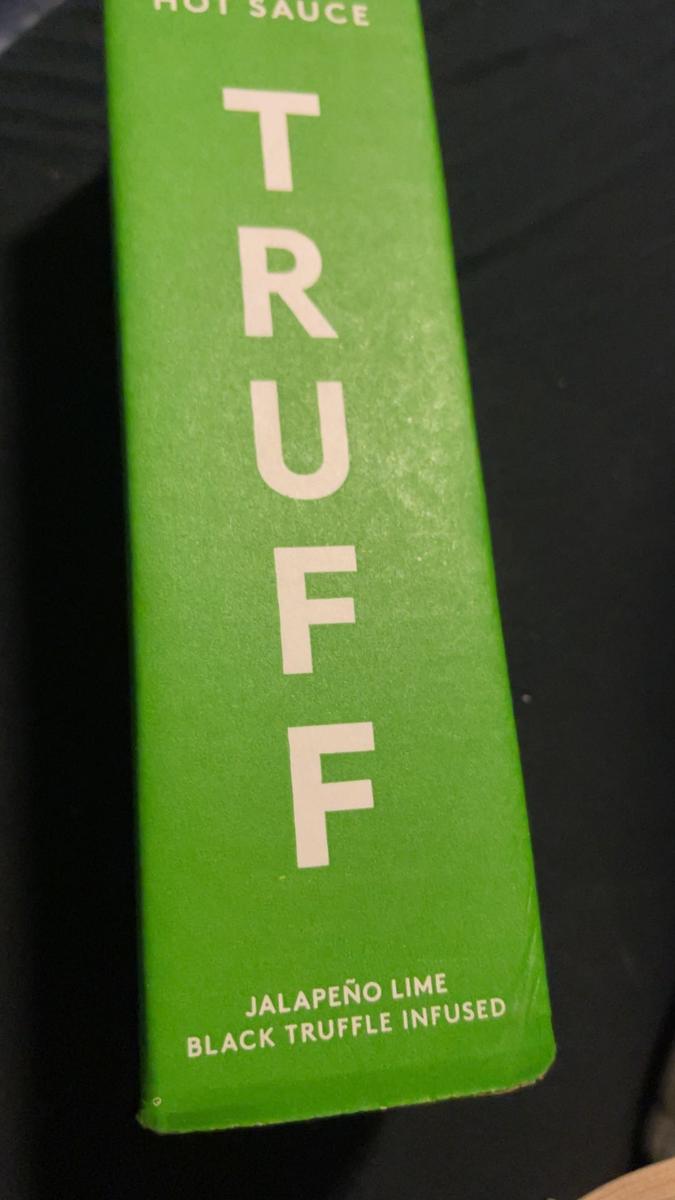 HOT SAUCE
TRUFF
JALAPEÑO LIME
BLACK TRUFFLE INFUSED